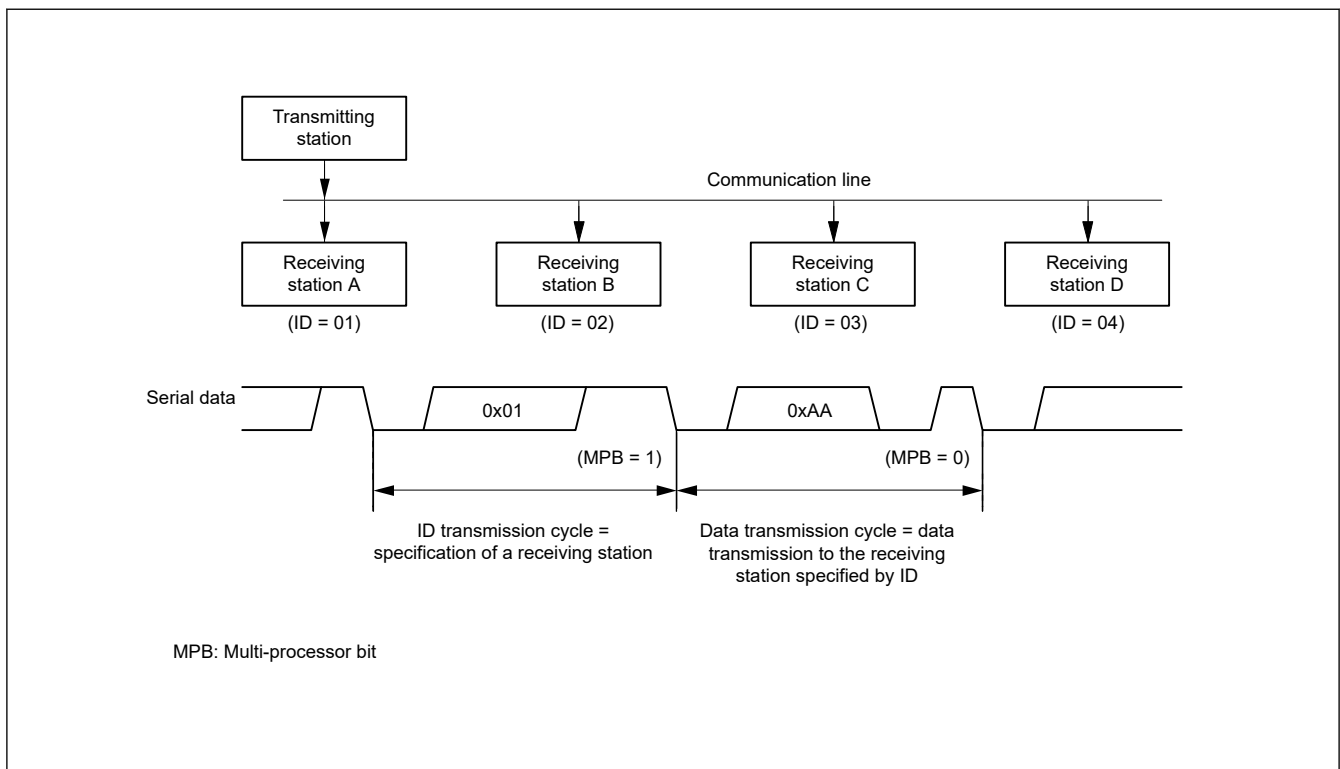 Transmitting
station
Communication line
Receiving
station A
Receiving
station B
Receiving
station C
Receiving
station D
(ID = 01)
(ID = 02)
(ID = 03)
(ID = 04)
Serial data
0x01
0xAA
(MPB = 1)
(MPB = 0)
ID transmission cycle =
specification of a receiving station
Data transmission cycle = data
transmission to the receiving
station specified by ID
MPB: Multi-processor bit